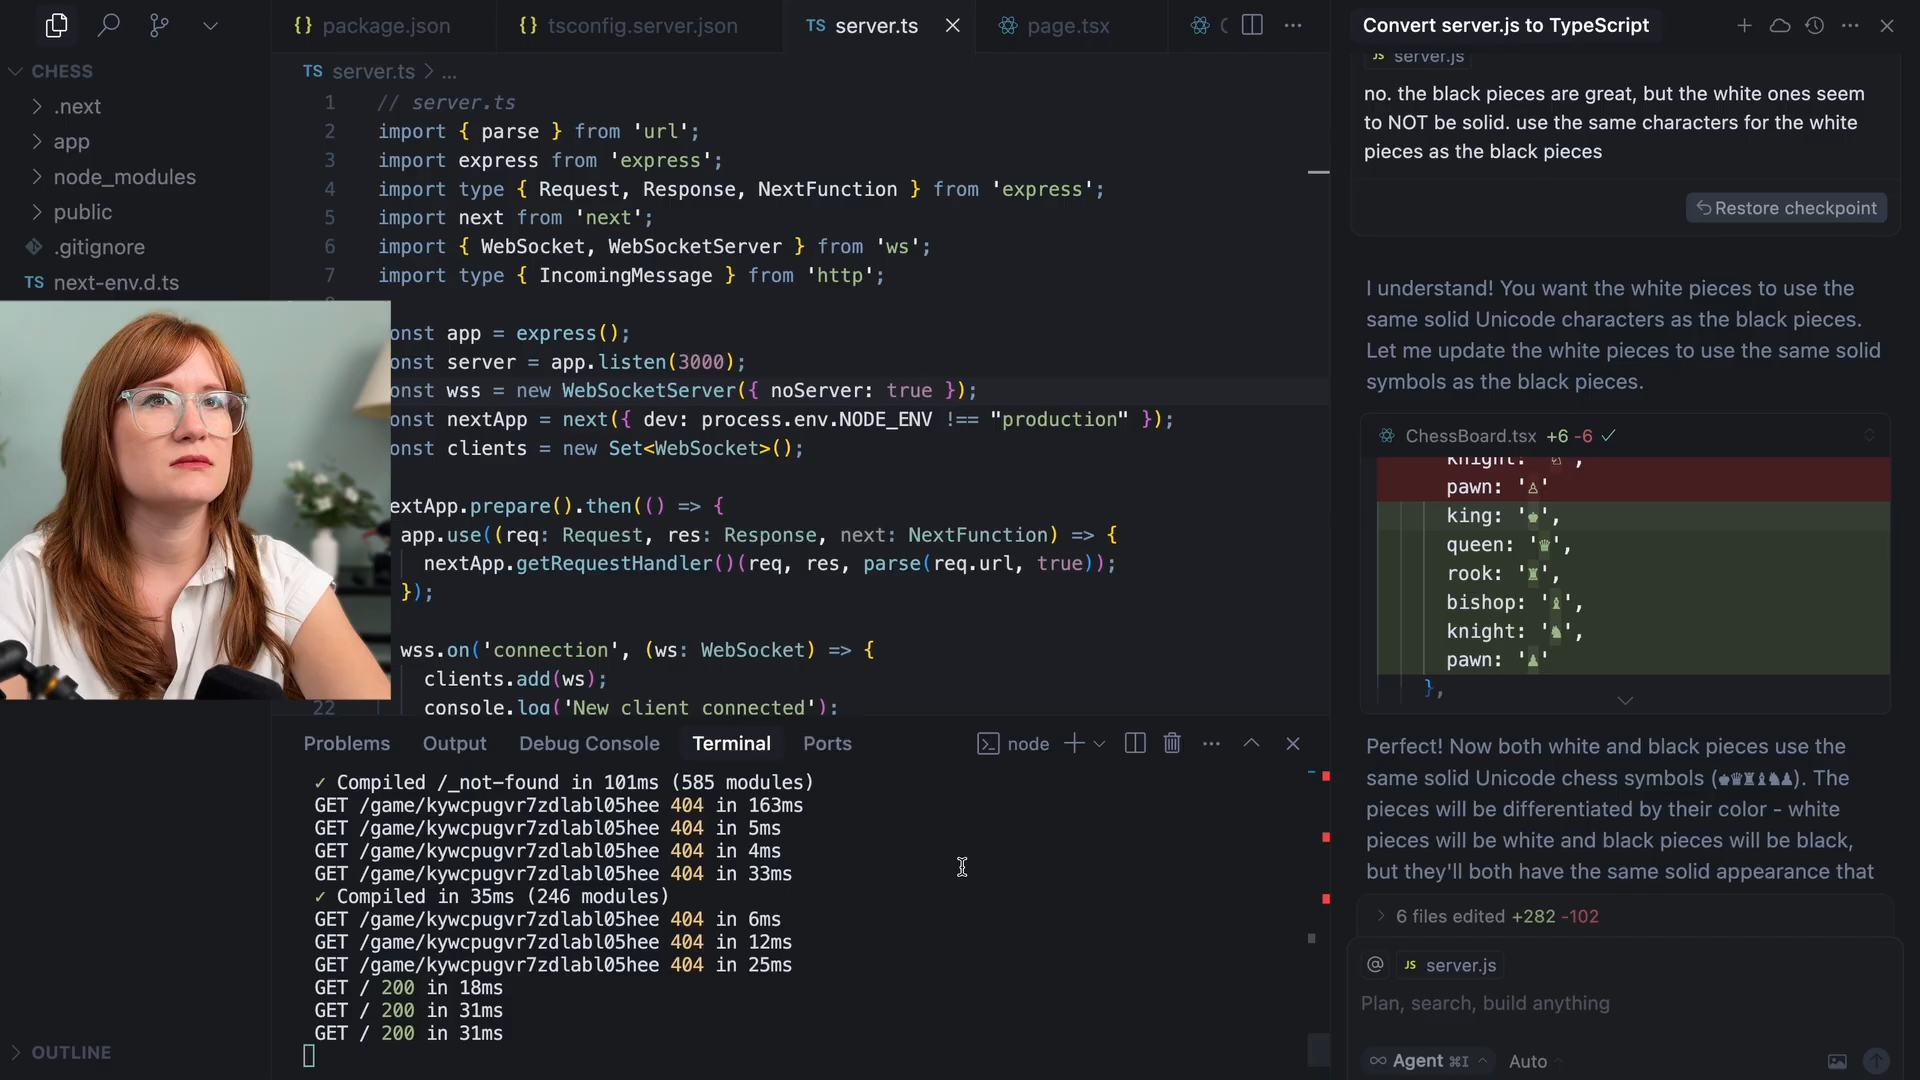 {} package.json
{} tsconfig.server.json
TS server.ts
page.tsx
Convert server.js to TypeScript
CHESS
.next
app
node_modules
public
.gitignore
TS next-env.d.ts
OUTLINE
TS server.ts > ...
1 // server.ts
2 import { parse } from 'url';
3 import express from 'express';
4 import type { Request, Response, NextFunction } from 'express';
5 import next from 'next';
6 import { WebSocket, WebSocketServer } from 'ws';
7 import type { IncomingMessage } from 'http';
onst app = express();
onst server = app.listen(3000);
onst wss = new WebSocketServer({ noServer: true });
onst nextApp = next({ dev: process.env.NODE_ENV !== "production" });
onst clients = new Set<WebSocket>();
extApp.prepare().then(() => {
app.use((req: Request, res: Response, next: NextFunction) => {
nextApp.getRequestHandler()(req, res, parse(req.url, true));
});
wss.on('connection', (ws: WebSocket) => {
clients.add(ws);
22 console.log('New client connected');
Problems
Output
Debug Console
Terminal
Ports
node
✓ Compiled /_not-found in 101ms (585 modules)
GET /game/kywcpugvr7zdlabl05hee 404 in 163ms
GET /game/kywcpugvr7zdlabl05hee 404 in 5ms
GET /game/kywcpugvr7zdlabl05hee 404 in 4ms
GET /game/kywcpugvr7zdlabl05hee 404 in 33ms
✓ Compiled in 35ms (246 modules)
GET /game/kywcpugvr7zdlabl05hee 404 in 6ms
GET /game/kywcpugvr7zdlabl05hee 404 in 12ms
GET /game/kywcpugvr7zdlabl05hee 404 in 25ms
GET / 200 in 18ms
GET / 200 in 31ms
GET / 200 in 31ms
JS server.js
no. the black pieces are great, but the white ones seem
to NOT be solid. use the same characters for the white
pieces as the black pieces
Restore checkpoint
I understand! You want the white pieces to use the
same solid Unicode characters as the black pieces.
Let me update the white pieces to use the same solid
symbols as the black pieces.
ChessBoard.tsx +6 -6 ✓
knight: '♘',
pawn: '♙'
king: '♚',
queen: '♛',
rook: '♜',
bishop: '♝',
knight: '♞',
pawn: '♟'
},
Perfect! Now both white and black pieces use the
same solid Unicode chess symbols (♚♛♜♝♞♟). The
pieces will be differentiated by their color - white
pieces will be white and black pieces will be black,
but they'll both have the same solid appearance that
6 files edited +282 -102
@ JS server.js
Plan, search, build anything
∞ Agent ⌘I
Auto